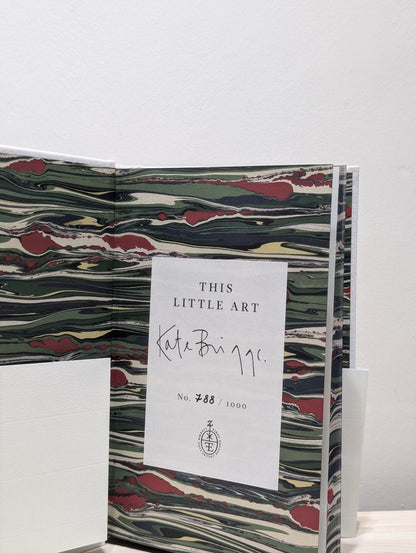 THIS
LITTLE ART
Kate Briggs.
No. 788 / 1000